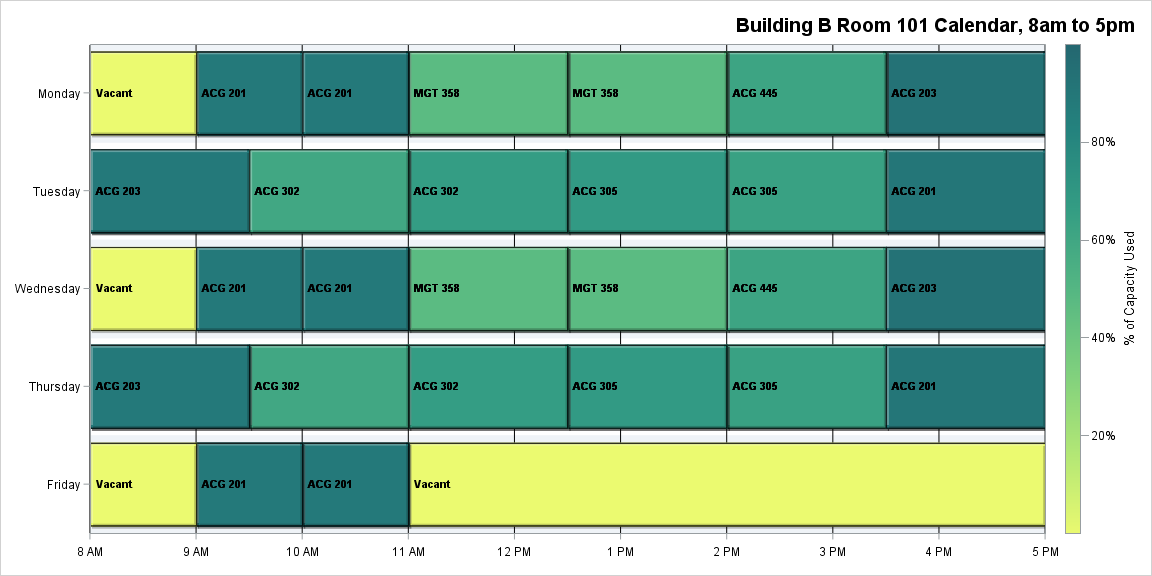 Building B Room 101 Calendar, 8am to 5pm
Monday Vacant ACG 201 ACG 201 MGT 358 MGT 358 ACG 445 ACG 203
Tuesday ACG 203 ACG 302 ACG 302 ACG 305 ACG 305 ACG 201
Wednesday Vacant ACG 201 ACG 201 MGT 358 MGT 358 ACG 445 ACG 203
Thursday ACG 203 ACG 302 ACG 302 ACG 305 ACG 305 ACG 201
Friday Vacant ACG 201 ACG 201 Vacant
8 AM 9 AM 10 AM 11 AM 12 PM 1 PM 2 PM 3 PM 4 PM 5 PM
80%
60%
40%
20%
% of Capacity Used